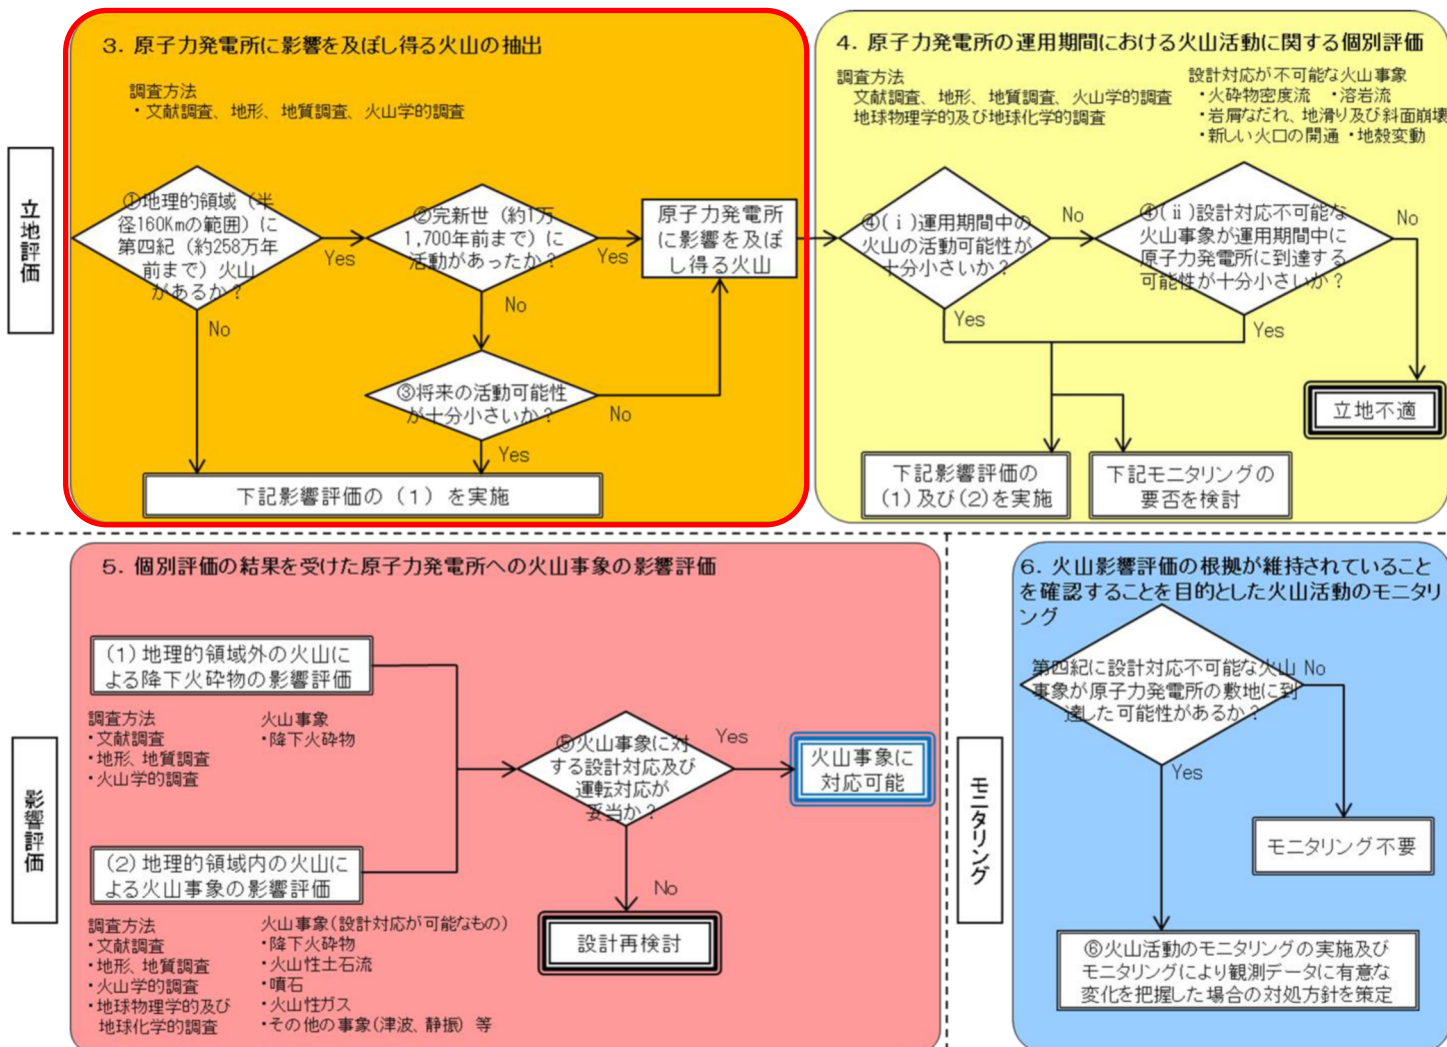 3. 原子力発電所に影響を及ぼし得る火山の抽出
調査方法
・文献調査、地形、地質調査、火山学的調査
立地評価
①地理的領域（半
径160Kmの範囲）に
第四紀（約258万年
前まで）火山
があるか？
Yes
No
②完新世（約1万
1,700年前まで）に
活動があったか？
Yes
No
原子力発電所
に影響を及ぼ
し得る火山
③将来の活動可能性
が十分小さいか？
No
Yes
下記影響評価の（1）を実施
4. 原子力発電所の運用期間における火山活動に関する個別評価
調査方法
文献調査、地形、地質調査、火山学的調査
地球物理学的及び地球化学的調査
設計対応が不可能な火山事象
・火砕物密度流　・溶岩流
・岩屑なだれ、地滑り及び斜面崩壊
・新しい火口の開通・地殻変動
④(ⅰ)運用期間中の
火山の活動可能性が
十分小さいか？
No
Yes
④(ⅱ)設計対応不可能な
火山事象が運用期間中に
原子力発電所に到達する
可能性が十分小さいか？
No
Yes
立地不適
下記影響評価の
(1)及び(2)を実施
下記モニタリングの
要否を検討
5. 個別評価の結果を受けた原子力発電所への火山事象の影響評価
影響評価
(1)地理的領域外の火山に
よる降下火砕物の影響評価
調査方法
・文献調査
・地形、地質調査
・火山学的調査
火山事象
・降下火砕物
(2)地理的領域内の火山に
よる火山事象の影響評価
調査方法
・文献調査
・地形、地質調査
・火山学的調査
・地球物理学的及び
地球化学的調査
火山事象(設計対応が可能なもの)
・降下火砕物
・火山性土石流
・噴石
・火山性ガス
・その他の事象(津波、静振) 等
⑤火山事象に対
する設計対応及び
運転対応が
妥当か？
Yes
No
火山事象に
対応可能
設計再検討
モニタリング
6. 火山影響評価の根拠が維持されていること
を確認することを目的とした火山活動のモニタリ
ング
第四紀に設計対応不可能な火山
事象が原子力発電所の敷地に到
達した可能性があるか？
No
Yes
モニタリング不要
⑥火山活動のモニタリングの実施及び
モニタリングにより観測データに有意な
変化を把握した場合の対処方針を策定